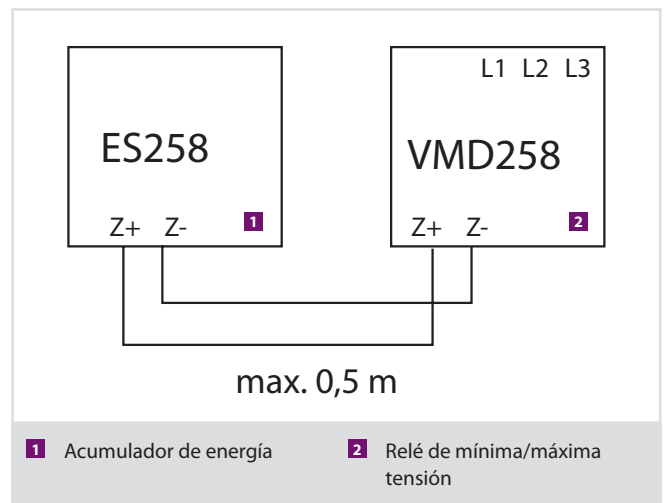 L1 L2 L3
ES258
VMD258
Z+ Z- 1
Z+ Z- 2
max. 0,5 m
1 Acumulador de energía
2 Relé de mínima/máxima
tensión